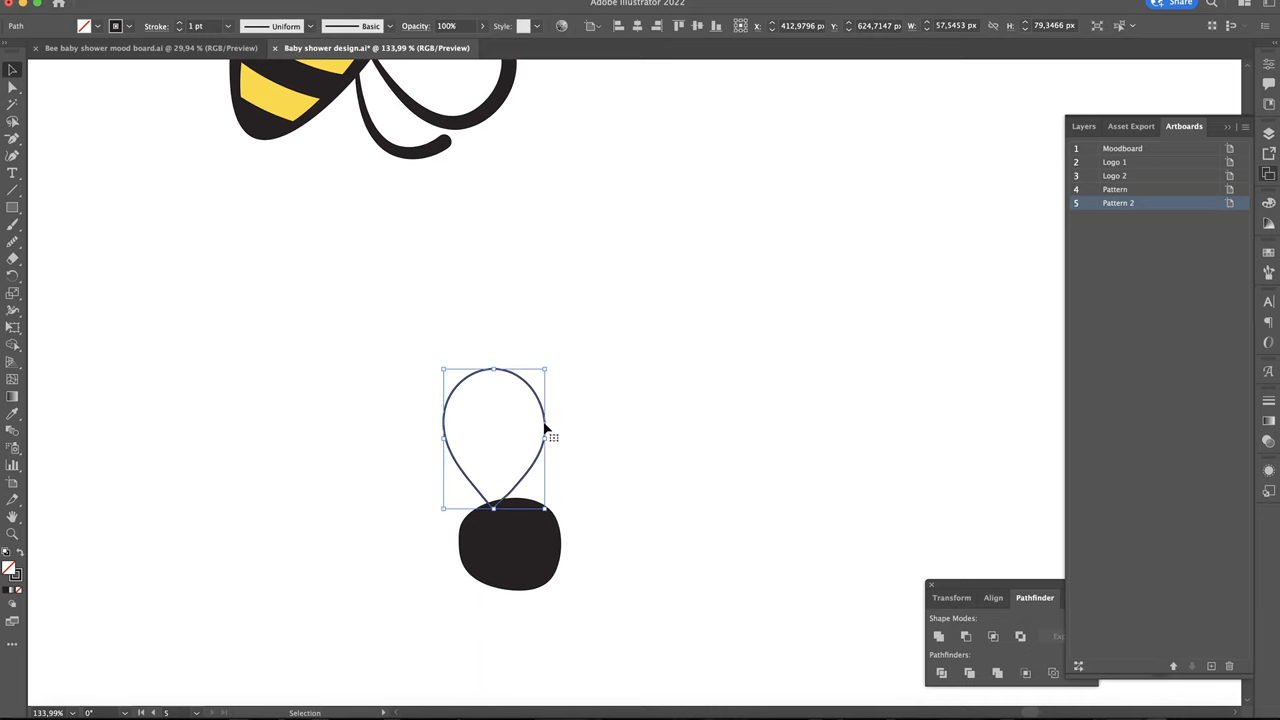 Adobe Illustrator 2022
Share
Path
Stroke: 1 pt Uniform Basic Opacity: 100% Style: X: 412,9796 p› Y: 624,7147 p› W: 57,5453 px H: 79,3466 px
× Bee baby shower mood board.ai @ 29,94 % (RGB/Preview) × Baby shower design.ai* @ 133,99 % (RGB/Preview)
Layers Asset Export Artboards
1 Moodboard
2 Logo 1
3 Logo 2
4 Pattern
5 Pattern 2
Transform Align Pathfinder
Shape Modes:
Pathfinders:
133,99% 0° 5 Selection